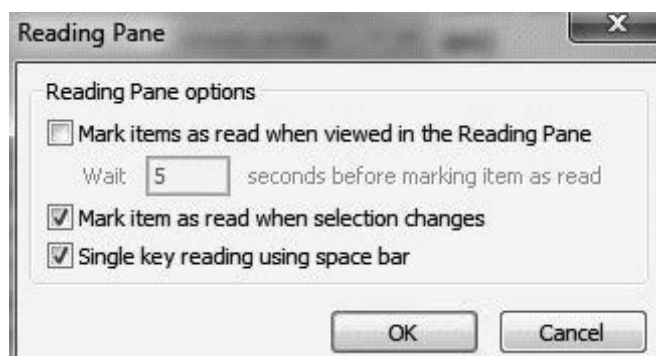 Reading Pane
Reading Pane options
Mark items as read when viewed in the Reading Pane
Wait 5 seconds before marking item as read
Mark item as read when selection changes
Single key reading using space bar
OK Cancel